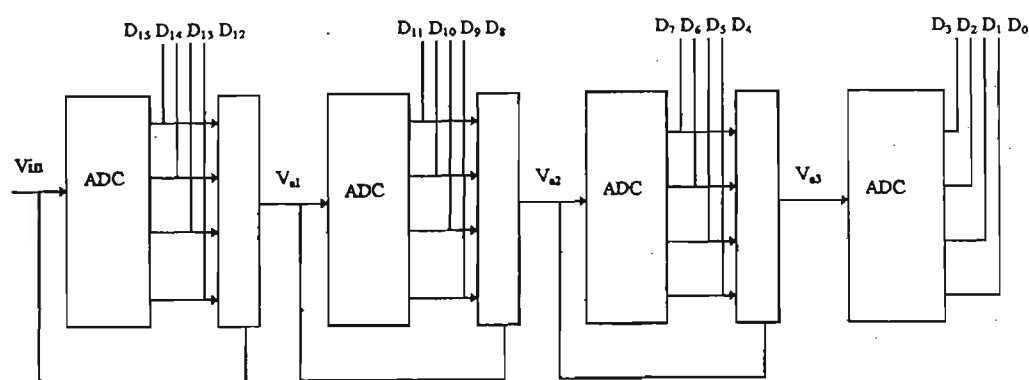 D₁₅ D₁₄ D₁₃ D₁₂
D₁₁ D₁₀ D₉ D₈
D₇ D₆ D₅ D₄
D₃ D₂ D₁ D₀
Vin
ADC
Vₐ₁
ADC
Vₐ₂
ADC
Vₐ₃
ADC